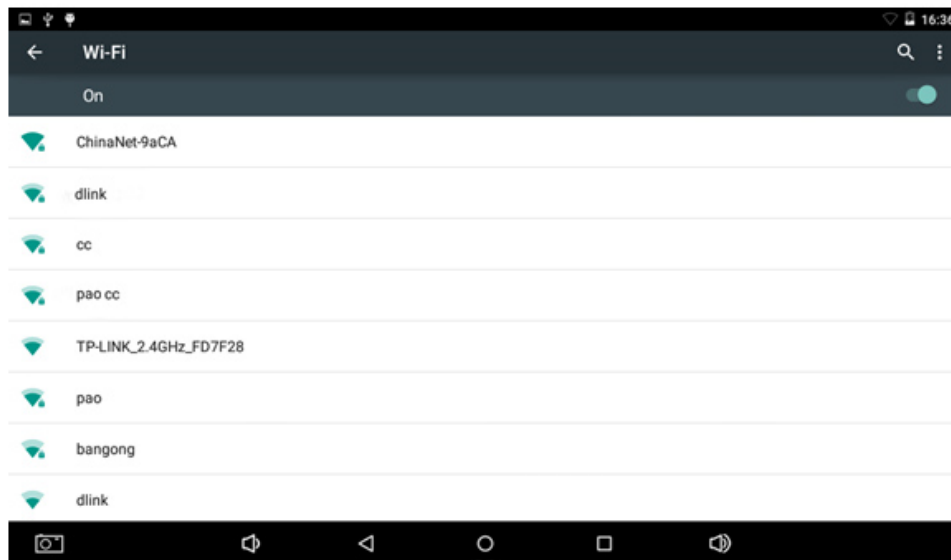 16:36
Wi-Fi
On
ChinaNet-9aCA
dlink
cc
pao cc
TP-LINK_2.4GHz_FD7F28
pao
bangong
dlink